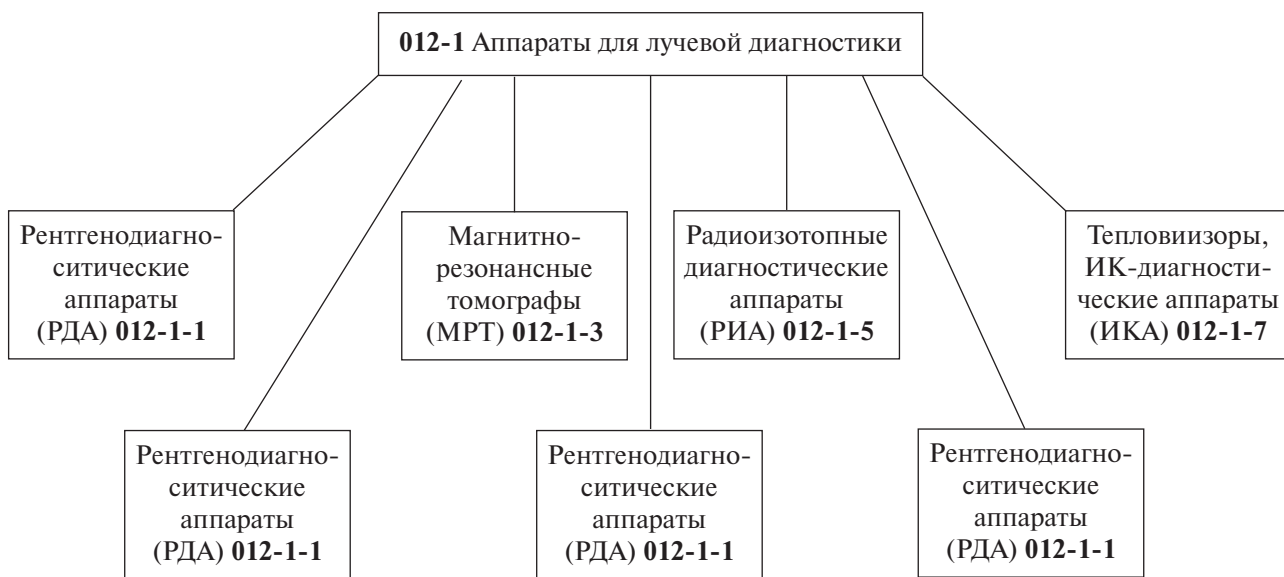 012-1 Аппараты для лучевой диагностики
Рентгенодиагно-
ситические
аппараты
(РДА) 012-1-1
Магнитно-
резонансные
томографы
(МРТ) 012-1-3
Радиоизотопные
диагностические
аппараты
(РИА) 012-1-5
Тепловиизоры,
ИК-диагности-
ческие аппараты
(ИКА) 012-1-7
Рентгенодиагно-
ситические
аппараты
(РДА) 012-1-1
Рентгенодиагно-
ситические
аппараты
(РДА) 012-1-1
Рентгенодиагно-
ситические
аппараты
(РДА) 012-1-1